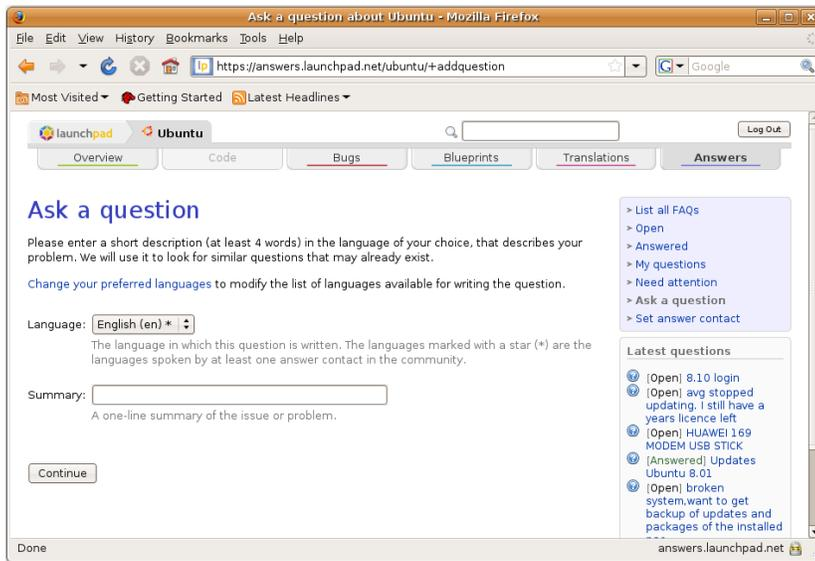 Ask a question about Ubuntu - Mozilla Firefox
File Edit View History Bookmarks Tools Help
lp https://answers.launchpad.net/ubuntu/+addquestion
G Google
Most Visited Getting Started Latest Headlines
launchpad Ubuntu
Log Out
Overview Code Bugs Blueprints Translations Answers
Ask a question
Please enter a short description (at least 4 words) in the language of your choice, that describes your
problem. We will use it to look for similar questions that may already exist.
Change your preferred languages to modify the list of languages available for writing the question.
Language: English (en) *
The language in which this question is written. The languages marked with a star (*) are the
languages spoken by at least one answer contact in the community.
Summary:
A one-line summary of the issue or problem.
Continue
List all FAQs
Open
Answered
My questions
Need attention
Ask a question
Set answer contact
Latest questions
[Open] 8.10 login
[Open] avg stopped
updating. I still have a
years licence left
[Open] HUAWEI 169
MODEM USB STICK
[Answered] Updates
Ubuntu 8.01
[Open] broken
system,want to get
backup of updates and
packages of the installed
Done
answers.launchpad.net